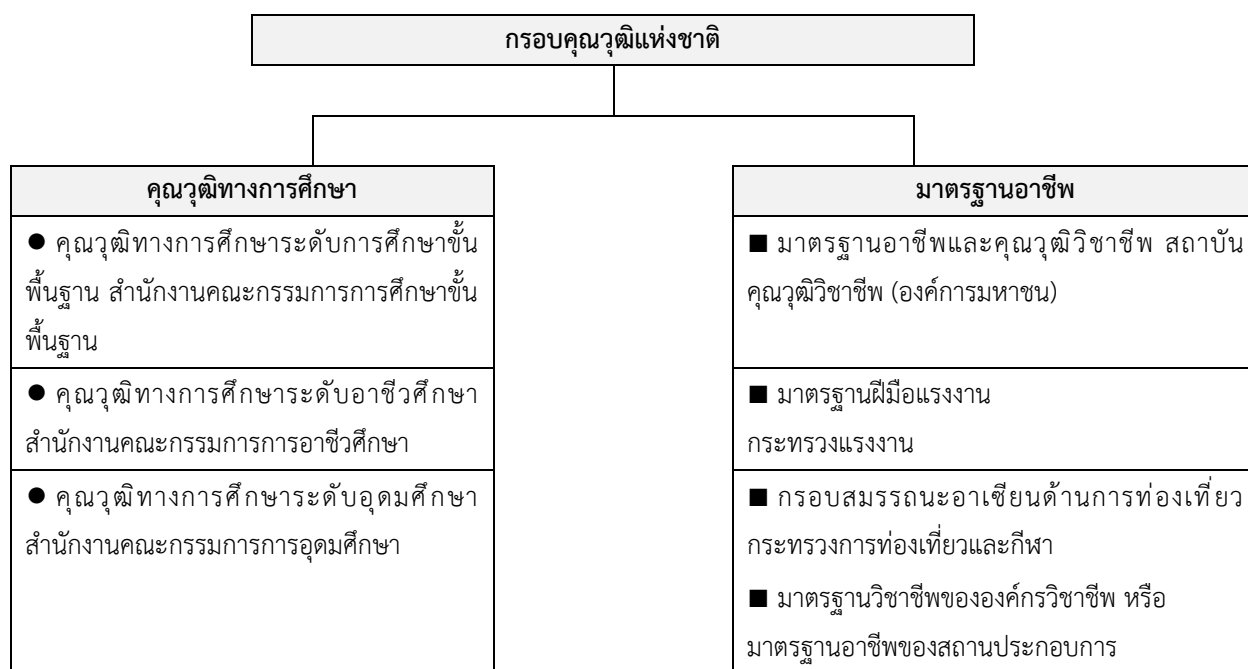 กรอบคุณวุฒิแห่งชาติ
คุณวุฒิทางการศึกษา
● คุณวุฒิทางการศึกษาระดับการศึกษาขั้น
พื้นฐาน สำนักงานคณะกรรมการการศึกษาขั้น
พื้นฐาน
● คุณวุฒิทางการศึกษาระดับอาชีวศึกษา
สำนักงานคณะกรรมการการอาชีวศึกษา
● คุณวุฒิทางการศึกษาระดับอุดมศึกษา
สำนักงานคณะกรรมการการอุดมศึกษา
มาตรฐานอาชีพ
■ มาตรฐานอาชีพและคุณวุฒิวิชาชีพ สถาบัน
คุณวุฒิวิชาชีพ (องค์การมหาชน)
■ มาตรฐานฝีมือแรงงาน
กระทรวงแรงงาน
■ กรอบสมรรถนะอาเซียนด้านการท่องเที่ยว
กระทรวงการท่องเที่ยวและกีฬา
■ มาตรฐานวิชาชีพขององค์กรวิชาชีพ หรือ
มาตรฐานอาชีพของสถานประกอบการ